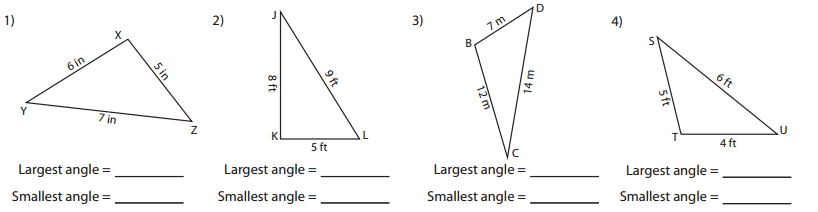 1)
X
6 in
5 in
Y
7 in
Z
Largest angle = ________
Smallest angle = ________
2)
J
8 ft
9 ft
K
L
5 ft
Largest angle = ________
Smallest angle = ________
3)
D
7 m
B
12 m
14 m
C
Largest angle = ________
Smallest angle = ________
4)
S
6 ft
5 ft
T
U
4 ft
Largest angle = ________
Smallest angle = ________